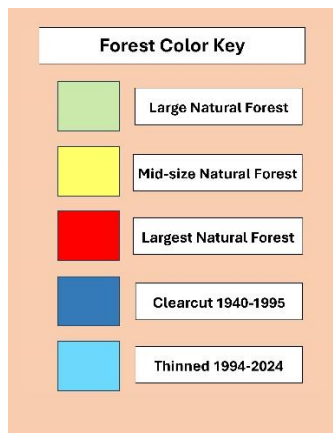 Forest Color Key
Large Natural Forest
Mid-size Natural Forest
Largest Natural Forest
Clearcut 1940-1995
Thinned 1994-2024